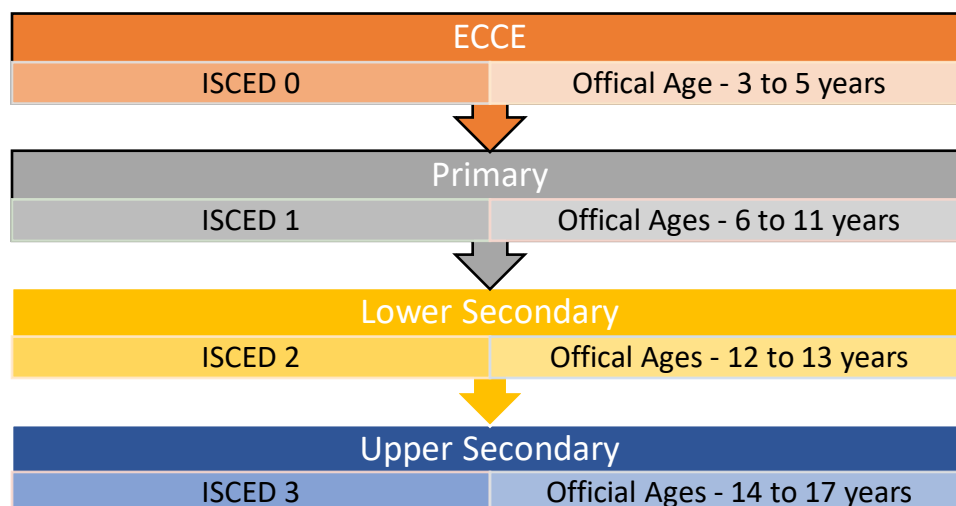 ECCE
ISCED 0 Offical Age - 3 to 5 years
Primary
ISCED 1 Offical Ages - 6 to 11 years
Lower Secondary
ISCED 2 Offical Ages - 12 to 13 years
Upper Secondary
ISCED 3 Official Ages - 14 to 17 years